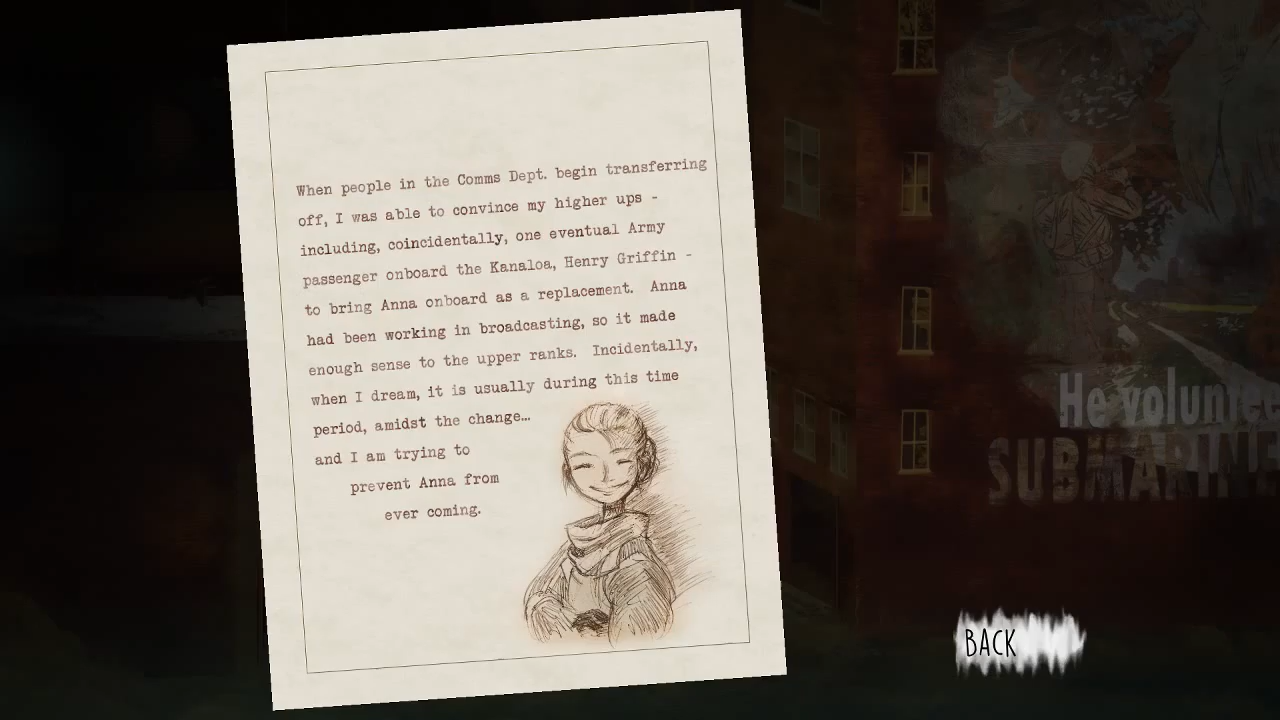 When people in the Comms Dept. begin transferring
off, I was able to convince my higher ups -
including, coincidentally, one eventual Army
passenger onboard the Kanaloa, Henry Griffin -
to bring Anna onboard as a replacement.  Anna
had been working in broadcasting, so it made
enough sense to the upper ranks.  Incidentally,
when I dream, it is usually during this time
period, amidst the change…
and I am trying to
prevent Anna from
ever coming.
He voluntee
SUBMARINE
BACK